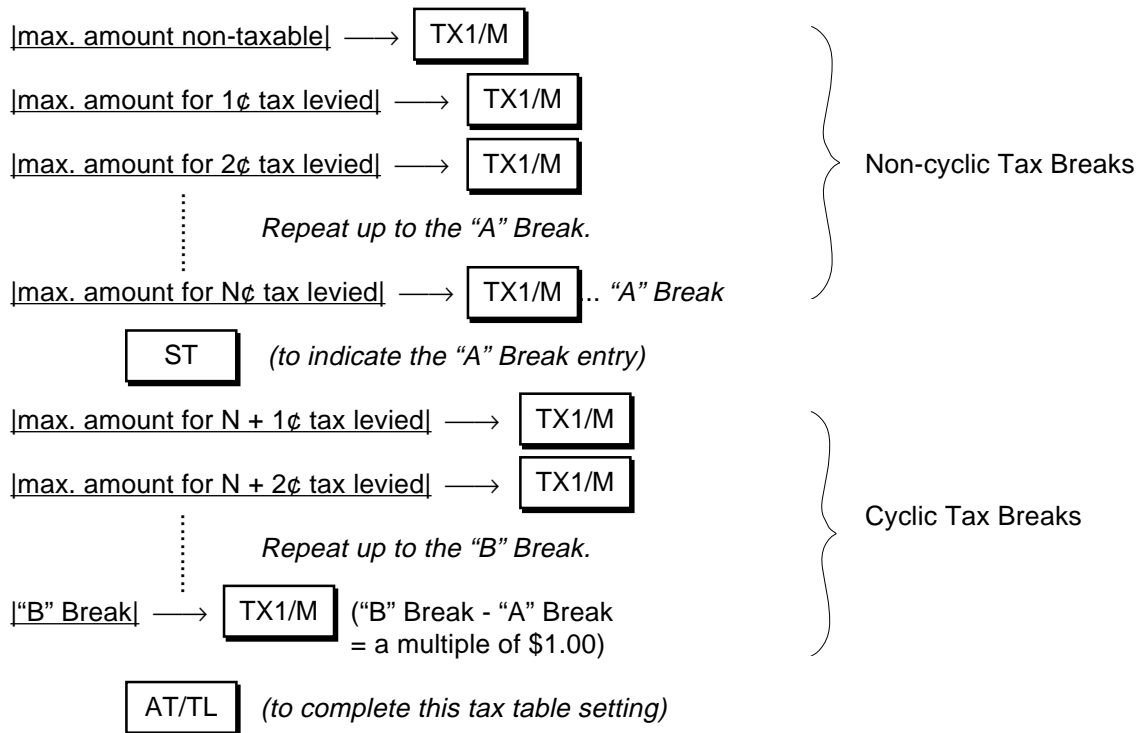 |max. amount non-taxable| ⟶ TX1/M
|max. amount for 1¢ tax levied| ⟶ TX1/M
|max. amount for 2¢ tax levied| ⟶ TX1/M
Non-cyclic Tax Breaks
Repeat up to the “A” Break.
|max. amount for N¢ tax levied| ⟶ TX1/M ... “A” Break
ST (to indicate the “A” Break entry)
|max. amount for N + 1¢ tax levied| ⟶ TX1/M
|max. amount for N + 2¢ tax levied| ⟶ TX1/M
Cyclic Tax Breaks
Repeat up to the “B” Break.
|“B” Break| ⟶ TX1/M (“B” Break - “A” Break
= a multiple of $1.00)
AT/TL (to complete this tax table setting)